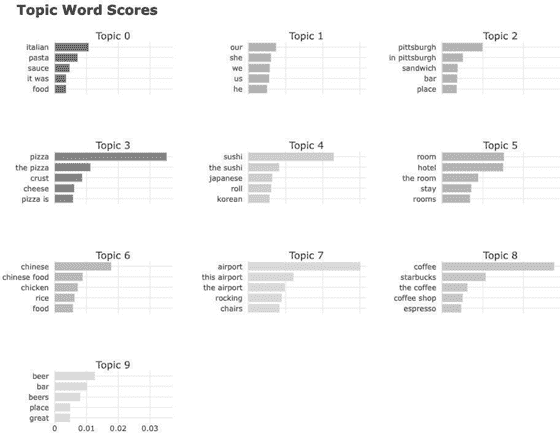 Topic Word Scores
Topic 0
italian
pasta
sauce
it was
food
Topic 1
our
she
we
us
he
Topic 2
pittsburgh
in pittsburgh
sandwich
bar
place
Topic 3
pizza
the pizza
crust
cheese
pizza is
Topic 4
sushi
the sushi
japanese
roll
korean
Topic 5
room
hotel
the room
stay
rooms
Topic 6
chinese
chinese food
chicken
rice
food
Topic 7
airport
this airport
the airport
rocking
chairs
Topic 8
coffee
starbucks
the coffee
coffee shop
espresso
Topic 9
beer
bar
beers
place
great
0 0.01 0.02 0.03